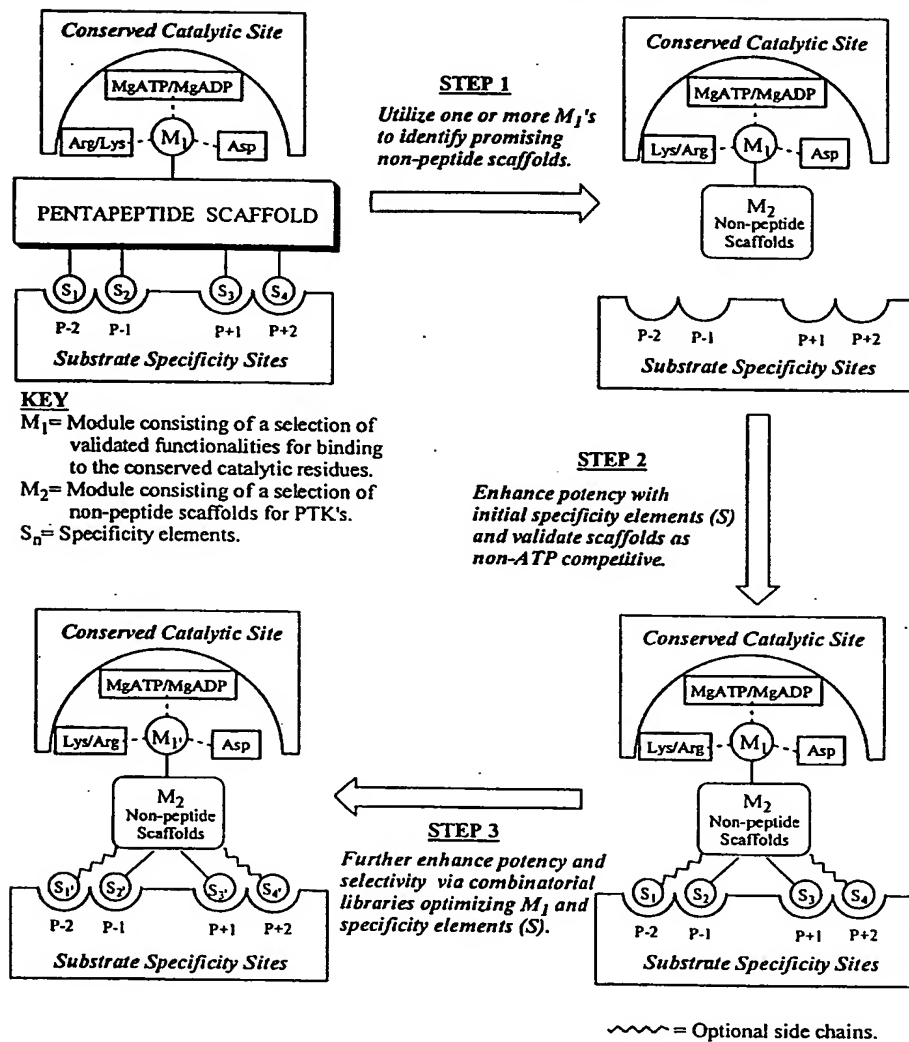 Conserved Catalytic Site
MgATP/MgADP
Arg/Lys
M1
Asp
PENTAPEPTIDE SCAFFOLD
S1
S2
S3
S4
P-2
P-1
P+1
P+2
Substrate Specificity Sites
STEP 1
Utilize one or more M1's
to identify promising
non-peptide scaffolds.
Conserved Catalytic Site
MgATP/MgADP
Lys/Arg
M1
Asp
M2
Non-peptide
Scaffolds
P-2
P-1
P+1
P+2
Substrate Specificity Sites
KEY
M1= Module consisting of a selection of
validated functionalities for binding
to the conserved catalytic residues.
M2= Module consisting of a selection of
non-peptide scaffolds for PTK's.
Sn= Specificity elements.
STEP 2
Enhance potency with
initial specificity elements (S)
and validate scaffolds as
non-ATP competitive.
Conserved Catalytic Site
MgATP/MgADP
Lys/Arg
M1
Asp
M2
Non-peptide
Scaffolds
S1
S2
S3
S4
P-2
P-1
P+1
P+2
Substrate Specificity Sites
STEP 3
Further enhance potency and
selectivity via combinatorial
libraries optimizing M1 and
specificity elements (S).
Conserved Catalytic Site
MgATP/MgADP
Lys/Arg
M1'
Asp
M2
Non-peptide
Scaffolds
S1'
S2'
S3'
S4'
P-2
P-1
P+1
P+2
Substrate Specificity Sites
= Optional side chains.